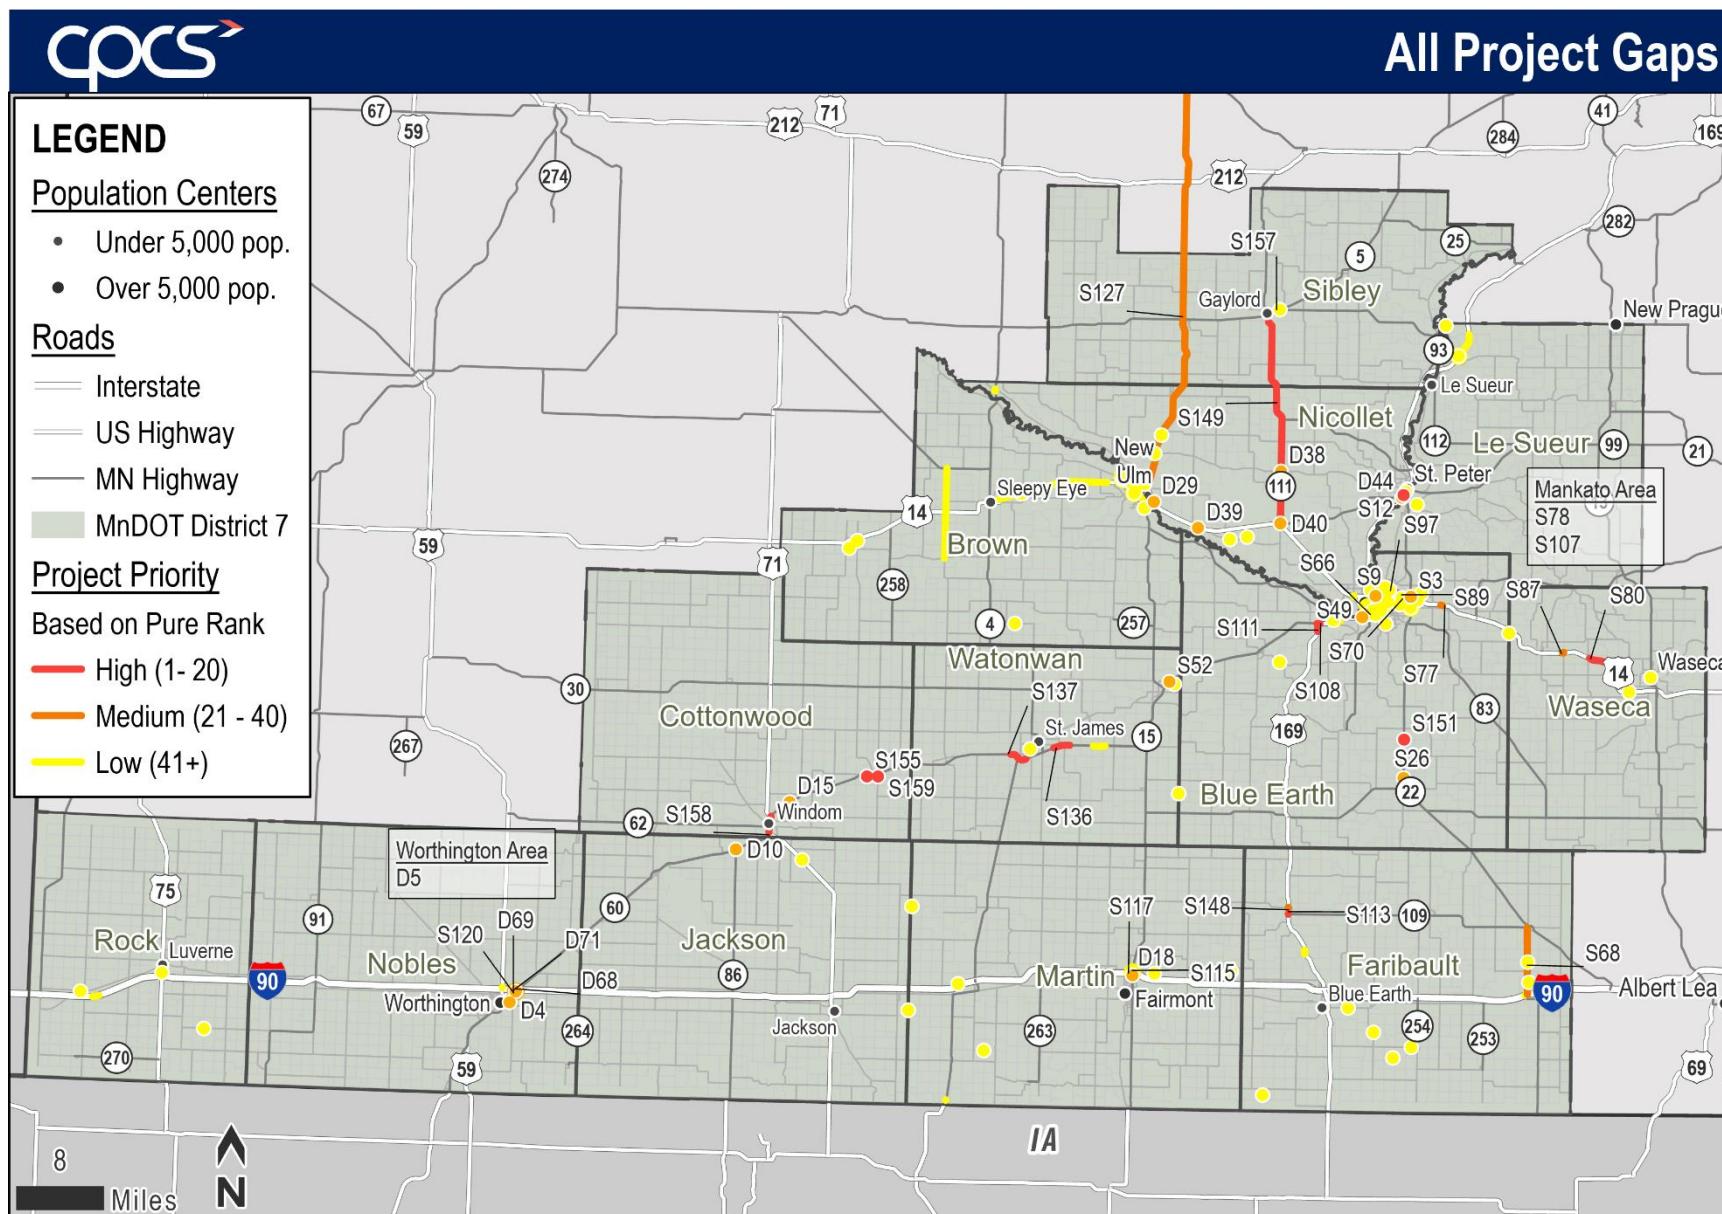 cpcs
All Project Gaps
LEGEND
Population Centers
Under 5,000 pop.
Over 5,000 pop.
Roads
Interstate
US Highway
MN Highway
MnDOT District 7
Project Priority
Based on Pure Rank
High (1- 20)
Medium (21 - 40)
Low (41+)
67
59
212
71
41
284
169
274
212
282
S157
5
25
Sibley
S127
Gaylord
New Prague
93
Le Sueur
S149
Nicollet
112
Le Sueur
99
21
New
Ulm
D38
St. Peter
Sleepy Eye
D29
111
D44
Mankato Area
S78
S107
14
D39
D40
S12
S97
59
71
Brown
258
S66
S9
S3
S87
S80
4
257
S49
S89
S111
S70
S77
14
Waseca
Watonwan
S52
S108
Waseca
30
S137
83
Cottonwood
St. James
15
169
S151
267
S155
S26
S159
D15
22
Blue Earth
S158
Windom
S136
62
Worthington Area
D5
D10
75
91
60
S117
S148
S113
109
D69
S120
D71
Rock
Luverne
Nobles
Jackson
D18
S68
90
86
Martin
S115
Faribault
D68
90
Albert Lea
Worthington
D4
Fairmont
Blue Earth
Jackson
264
263
254
253
270
59
69
IA
8
Miles
N